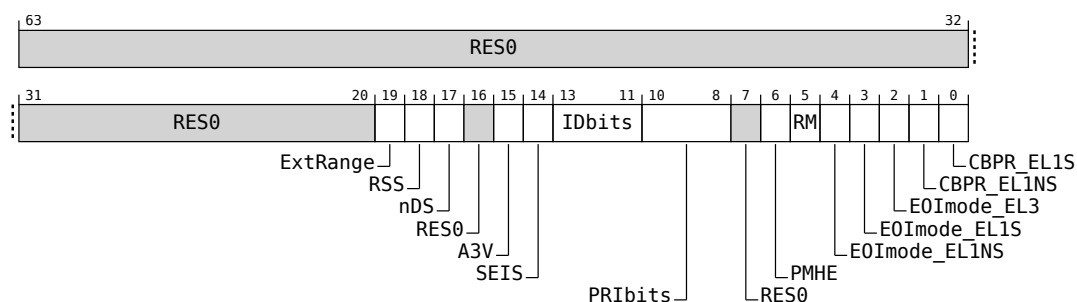 63 32
RES0
31 20 19 18 17 16 15 14 13 11 10 8 7 6 5 4 3 2 1 0
RES0 IDbits RM
ExtRange CBPR_EL1S
RSS CBPR_EL1NS
nDS EOImode_EL3
RES0 EOImode_EL1S
A3V EOImode_EL1NS
SEIS PMHE
PRIbits RES0